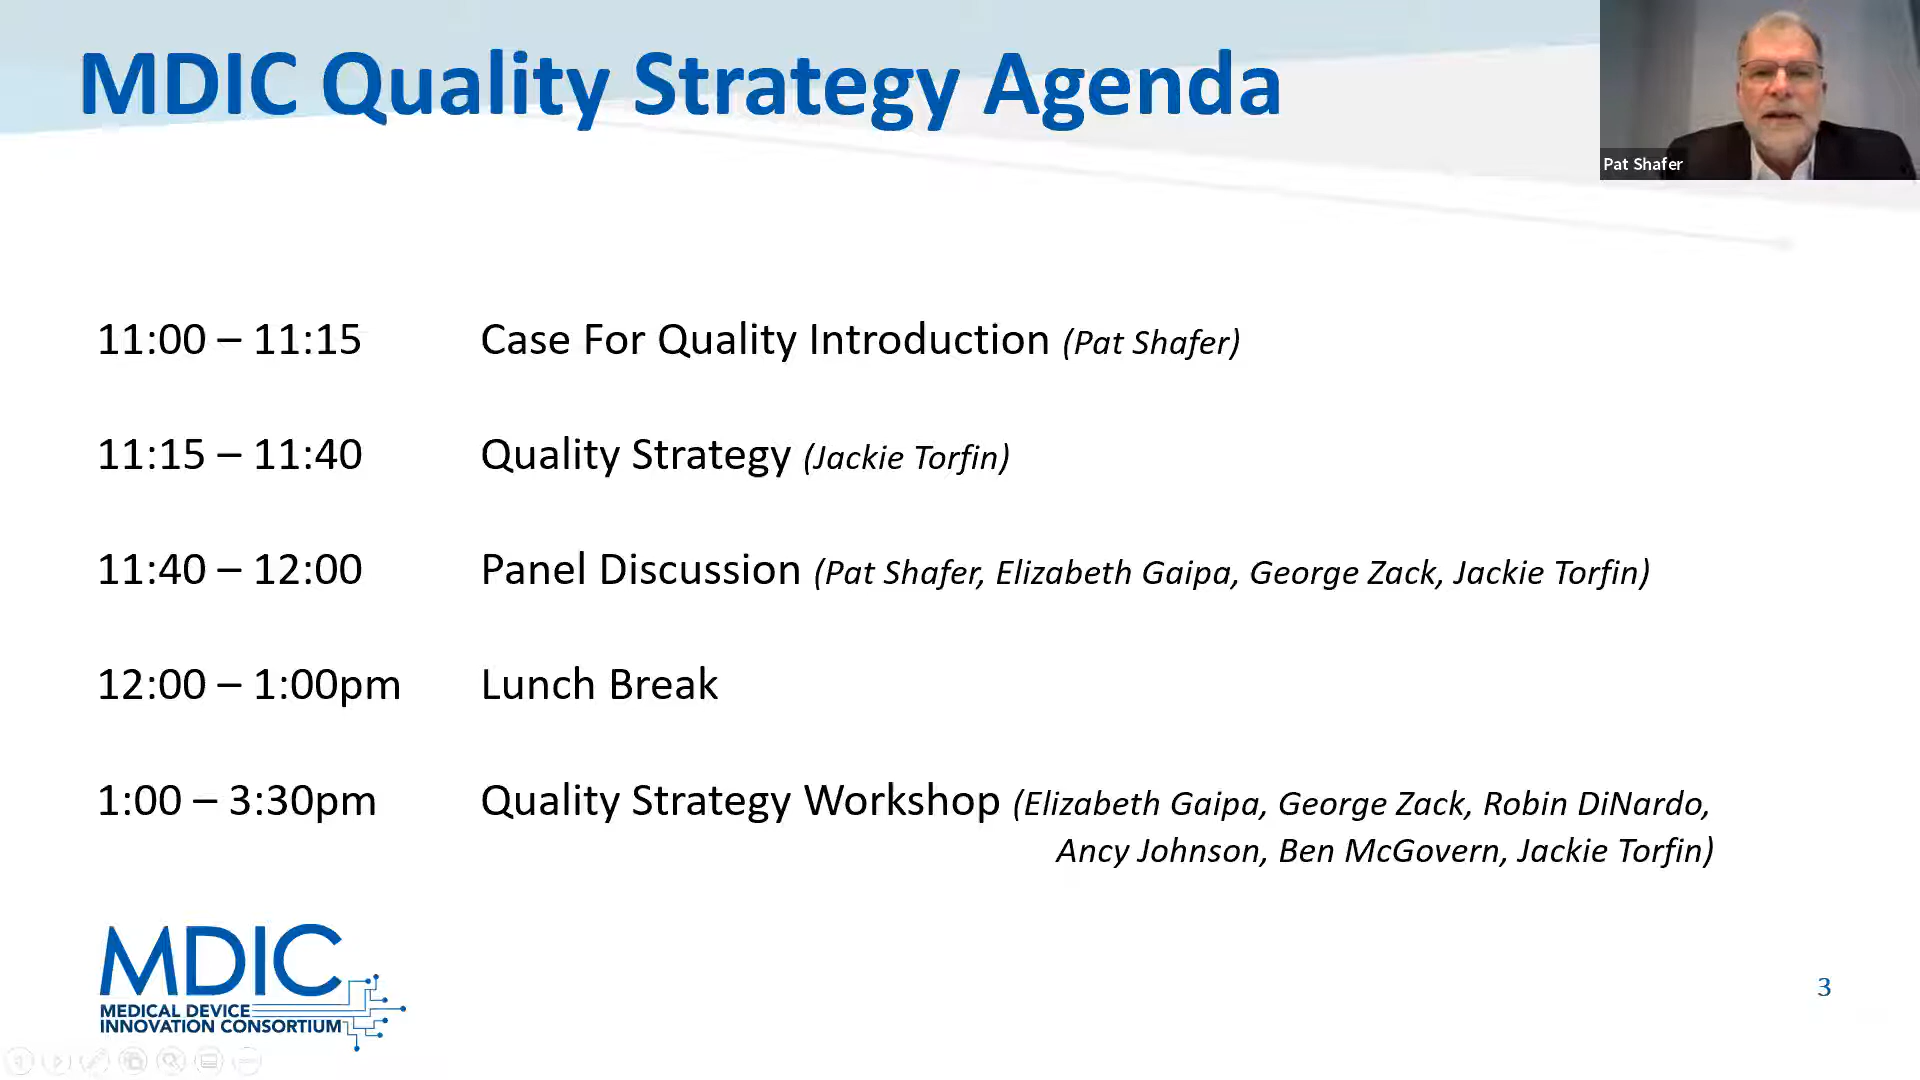 MDIC Quality Strategy Agenda
Pat Shafer
11:00 – 11:15 Case For Quality Introduction (Pat Shafer)
11:15 – 11:40 Quality Strategy (Jackie Torfin)
11:40 – 12:00 Panel Discussion (Pat Shafer, Elizabeth Gaipa, George Zack, Jackie Torfin)
12:00 – 1:00pm Lunch Break
1:00 – 3:30pm Quality Strategy Workshop (Elizabeth Gaipa, George Zack, Robin DiNardo,
Ancy Johnson, Ben McGovern, Jackie Torfin)
MDIC
MEDICAL DEVICE
INNOVATION CONSORTIUM
3